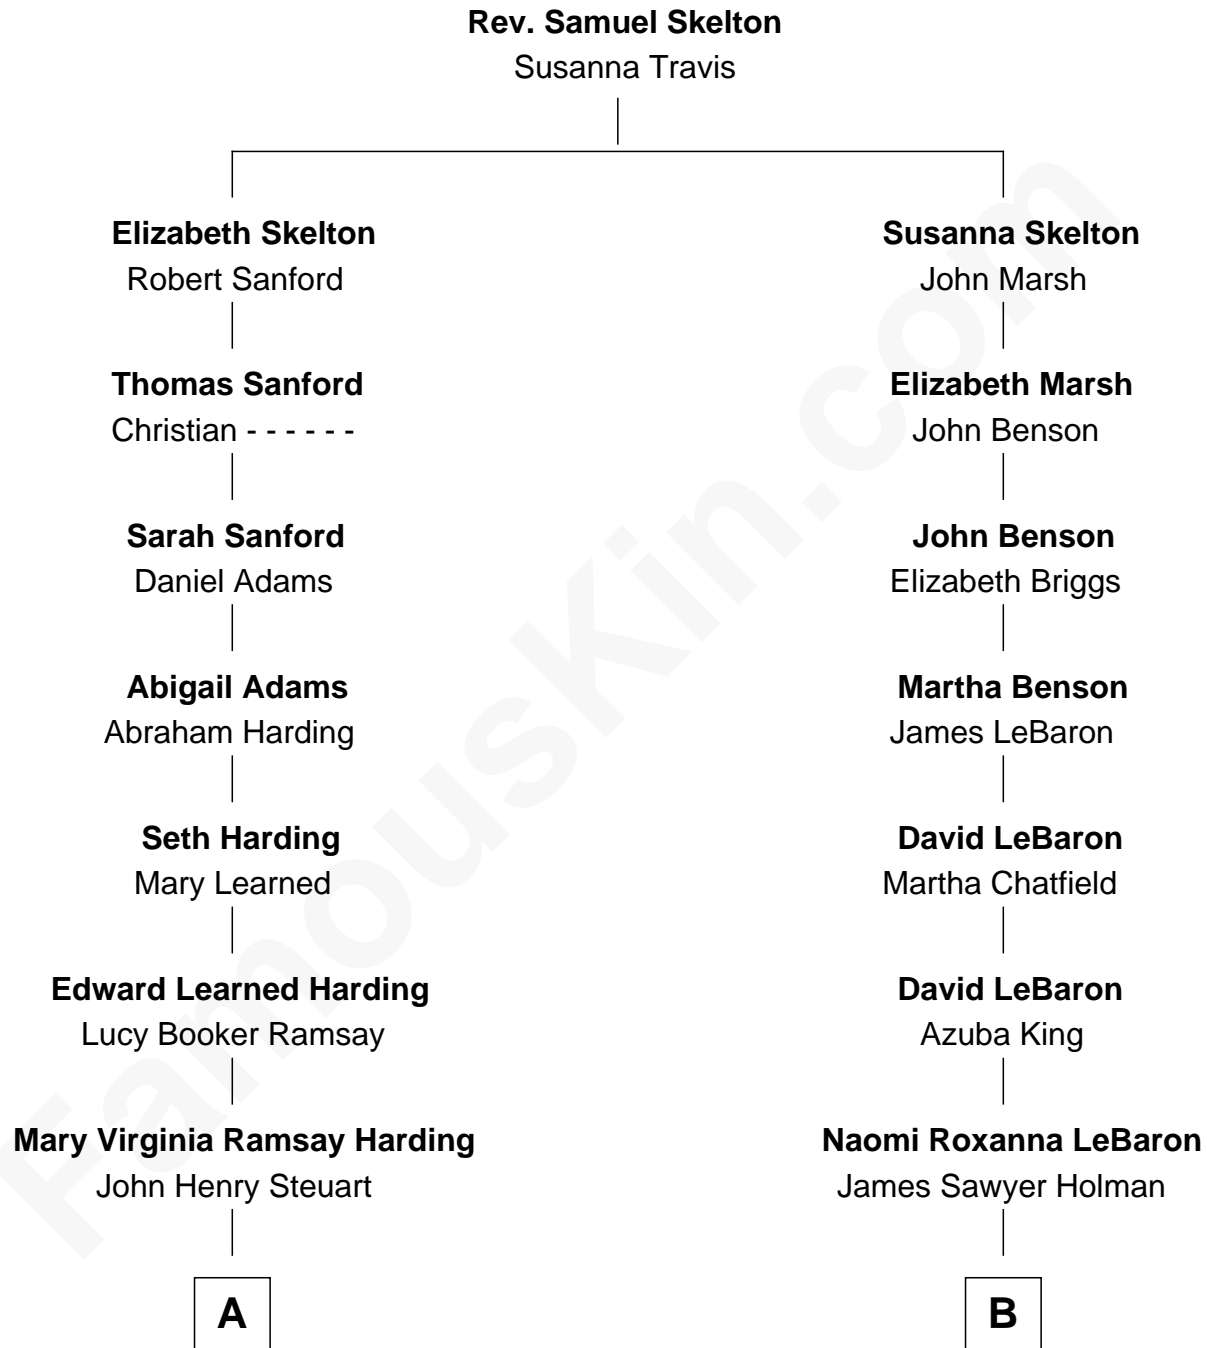 Rev. Samuel Skelton
Susanna Travis
Elizabeth Skelton
Robert Sanford
Thomas Sanford
Christian - - - - - -
Sarah Sanford
Daniel Adams
Abigail Adams
Abraham Harding
Seth Harding
Mary Learned
Edward Learned Harding
Lucy Booker Ramsay
Mary Virginia Ramsay Harding
John Henry Steuart
A
Susanna Skelton
John Marsh
Elizabeth Marsh
John Benson
John Benson
Elizabeth Briggs
Martha Benson
James LeBaron
David LeBaron
Martha Chatfield
David LeBaron
Azuba King
Naomi Roxanna LeBaron
James Sawyer Holman
B
FamousKin.com